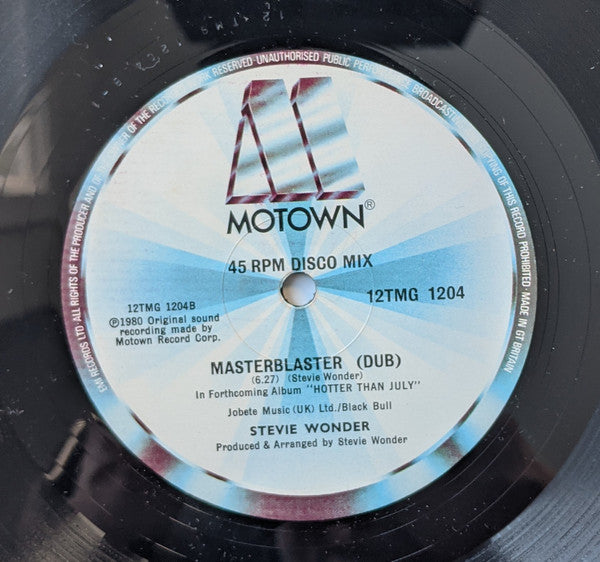 EMI RECORDS LTD ALL RIGHTS OF THE PRODUCER AND OF THE OWNER OF THE RECORDED WORK RESERVED UNAUTHORISED PUBLIC PERFORMANCE BROADCASTING COPYING OF THIS RECORD PROHIBITED · MADE IN GT BRITAIN
MOTOWN®
45 RPM DISCO MIX
12TMG 1204B
℗1980 Original sound
recording made by
Motown Record Corp.
12TMG 1204
MASTERBLASTER (DUB)
(6.27) (Stevie Wonder)
In Forthcoming Album "HOTTER THAN JULY"
Jobete Music (UK) Ltd./Black Bull
STEVIE WONDER
Produced & Arranged by Stevie Wonder